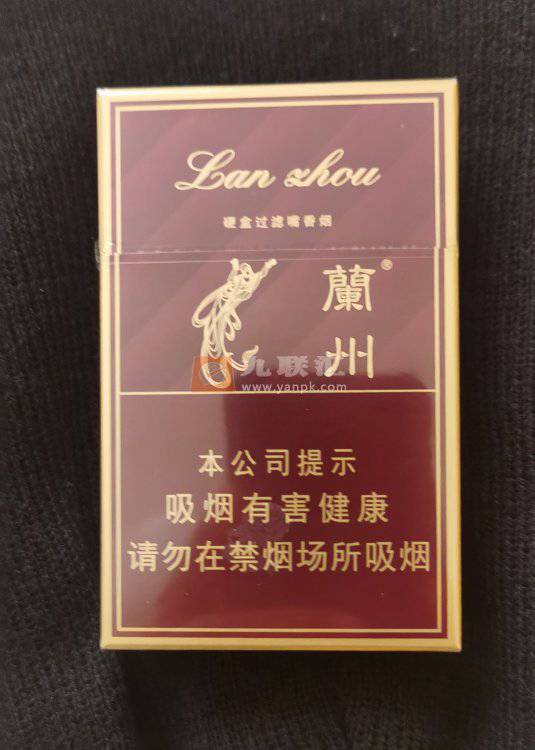 Lan zhou
硬盒过滤嘴香烟
蘭®
州
九联汇
www.yanpk.com
本公司提示
吸烟有害健康
请勿在禁烟场所吸烟